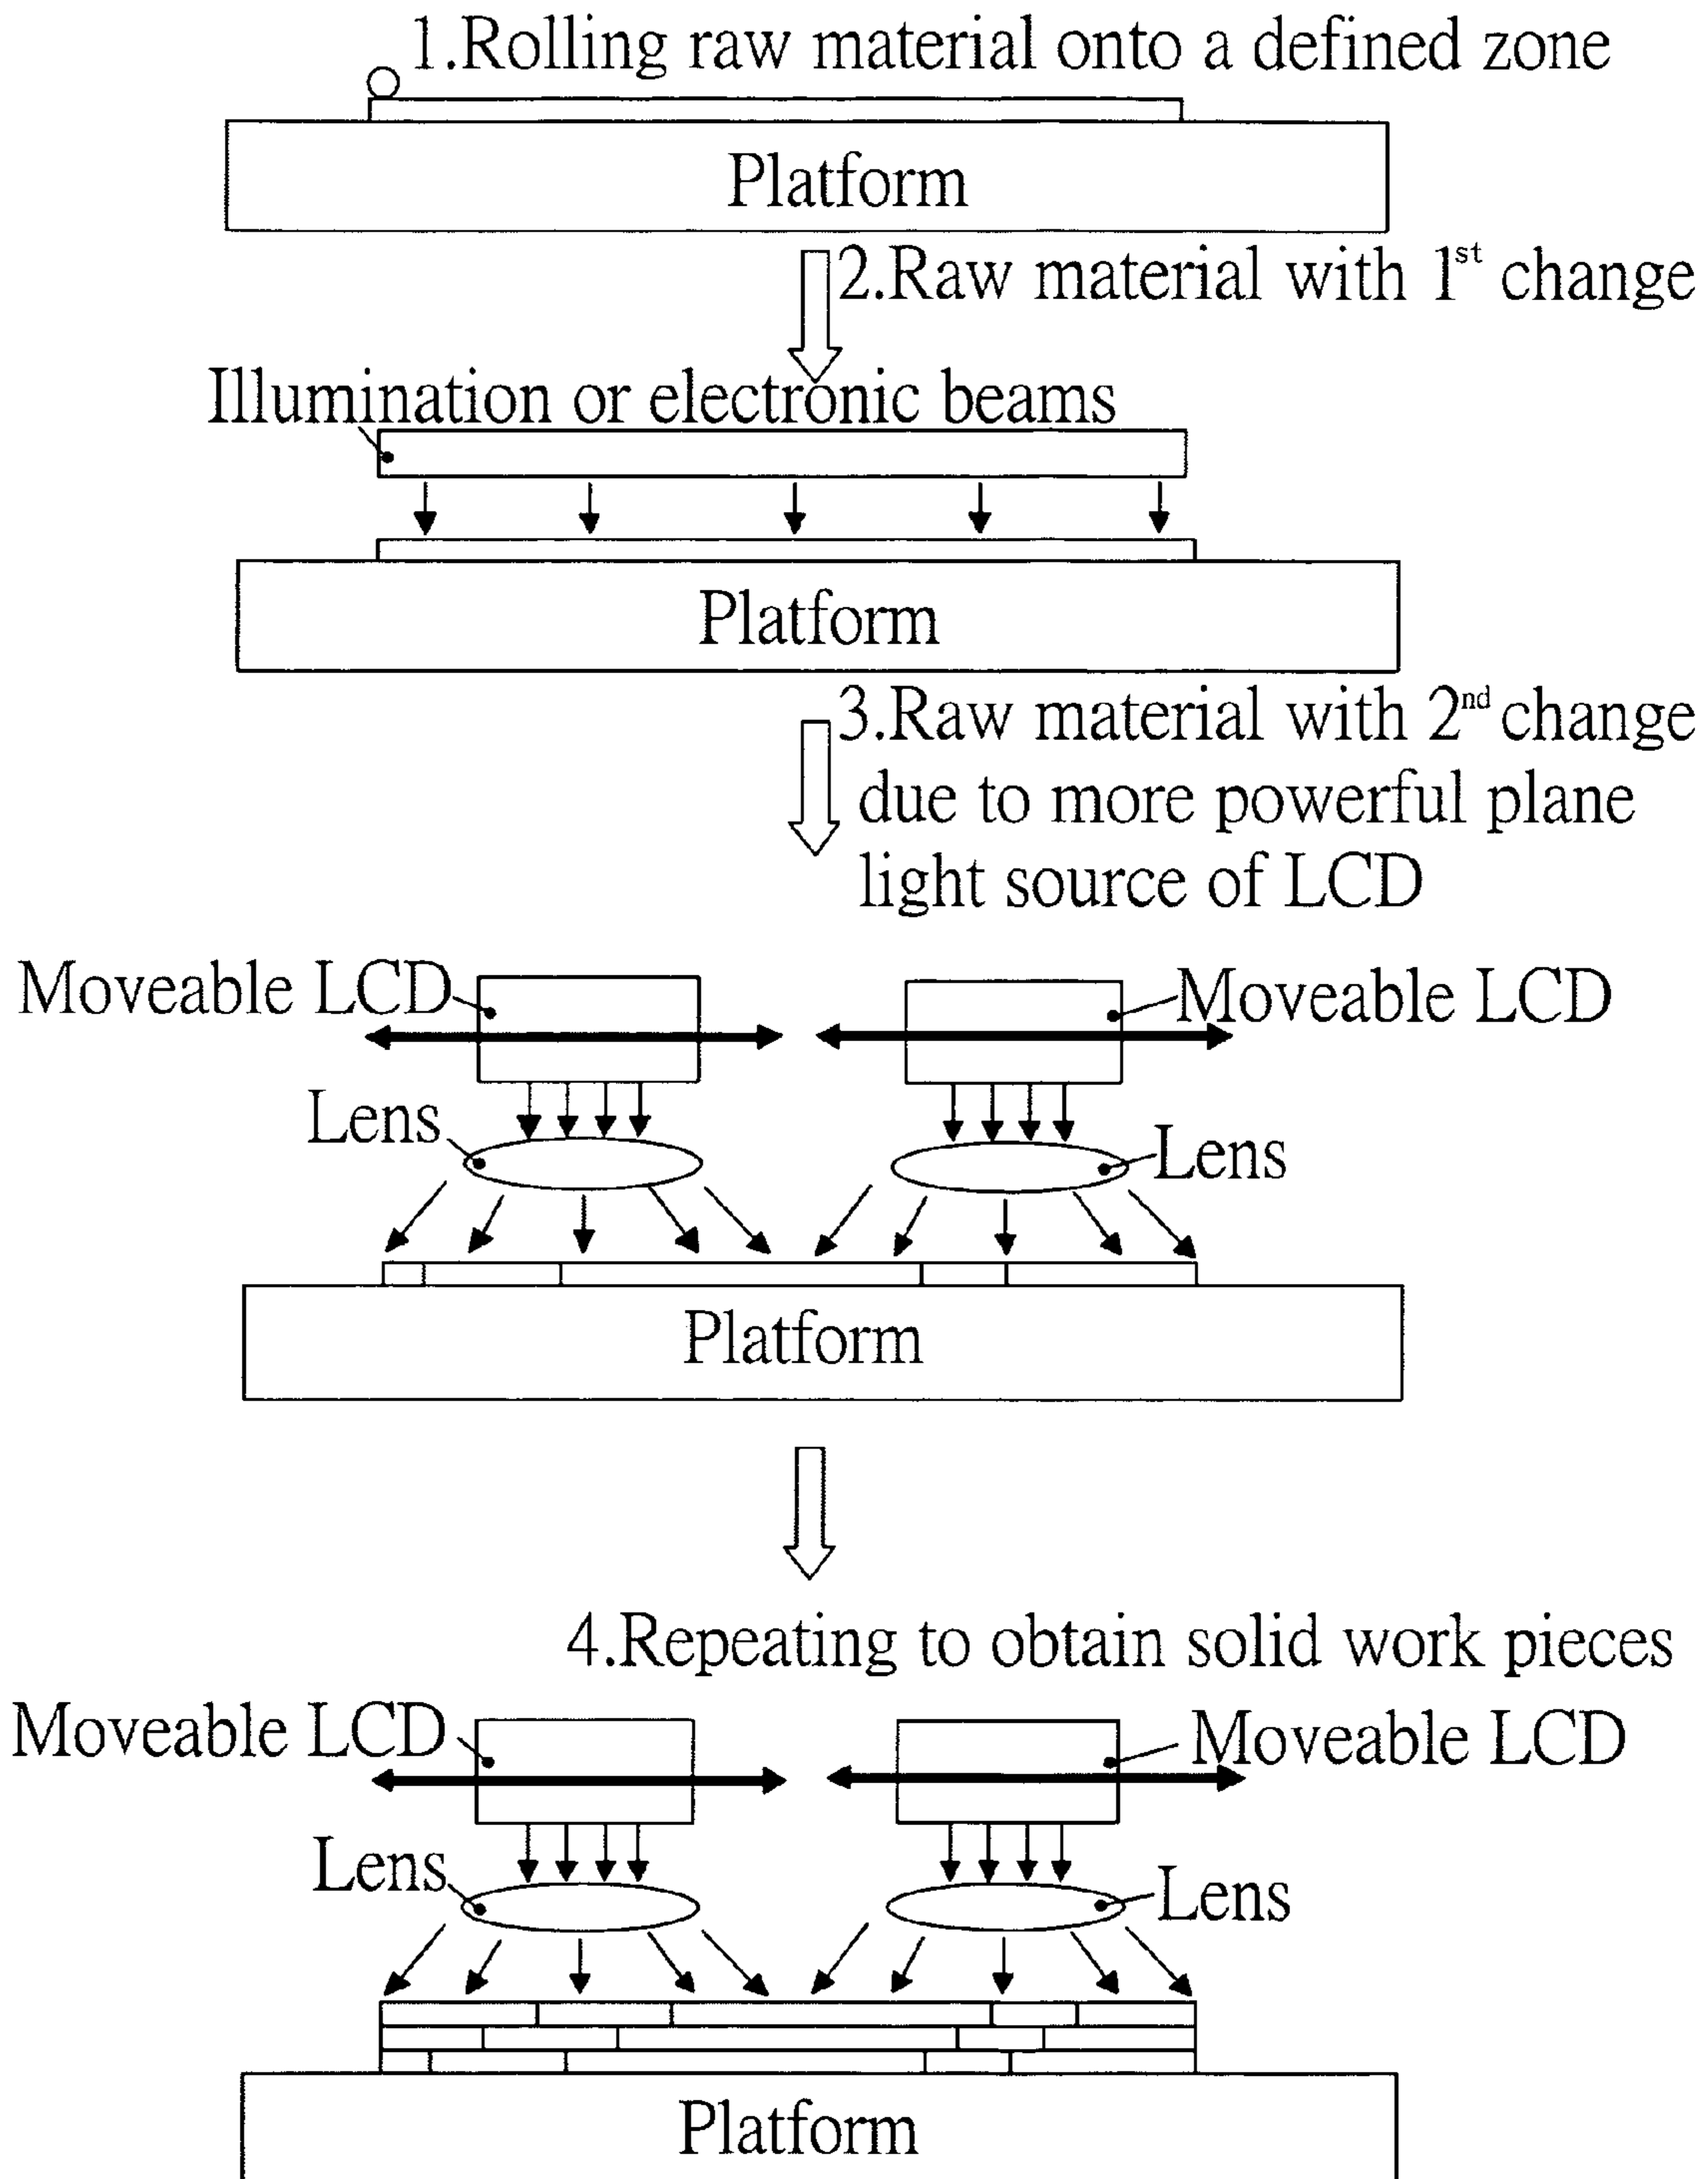 1.Rolling raw material onto a defined zone
Platform
2.Raw material with 1st change
Illumination or electronic beams
Platform
3.Raw material with 2nd change
due to more powerful plane
light source of LCD
Moveable LCD
Moveable LCD
Lens
Lens
Platform
4.Repeating to obtain solid work pieces
Moveable LCD
Moveable LCD
Lens
Lens
Platform